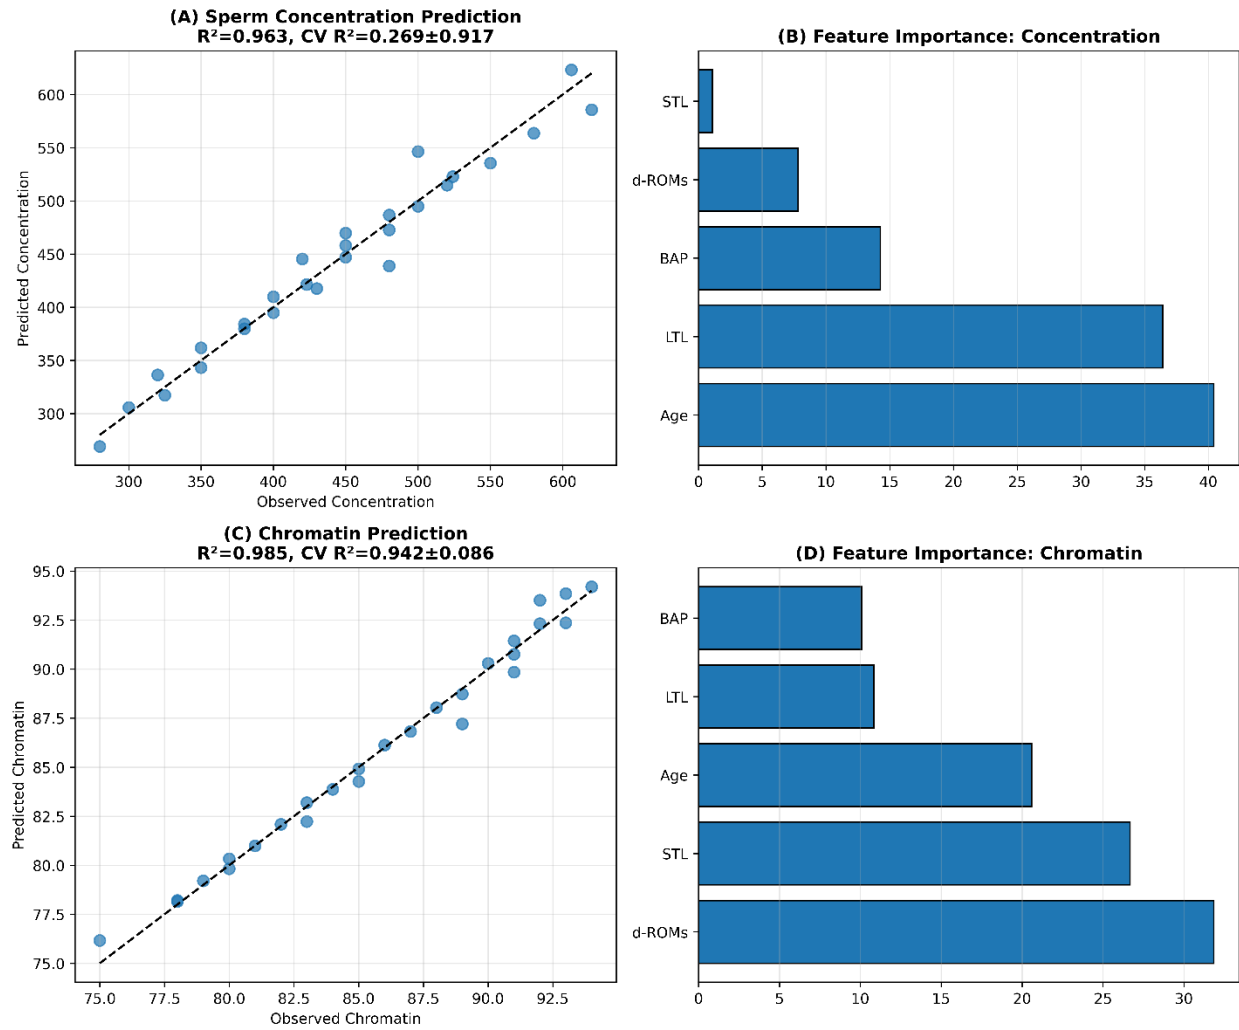 (A) Sperm Concentration Prediction
R²=0.963, CV R²=0.269±0.917
600
550
500
450
400
350
300
Predicted Concentration
300 350 400 450 500 550 600
Observed Concentration
(B) Feature Importance: Concentration
STL
d-ROMs
BAP
LTL
Age
0 5 10 15 20 25 30 35 40
(C) Chromatin Prediction
R²=0.985, CV R²=0.942±0.086
95.0
92.5
90.0
87.5
85.0
82.5
80.0
77.5
75.0
Predicted Chromatin
75.0 77.5 80.0 82.5 85.0 87.5 90.0 92.5
Observed Chromatin
(D) Feature Importance: Chromatin
BAP
LTL
Age
STL
d-ROMs
0 5 10 15 20 25 30